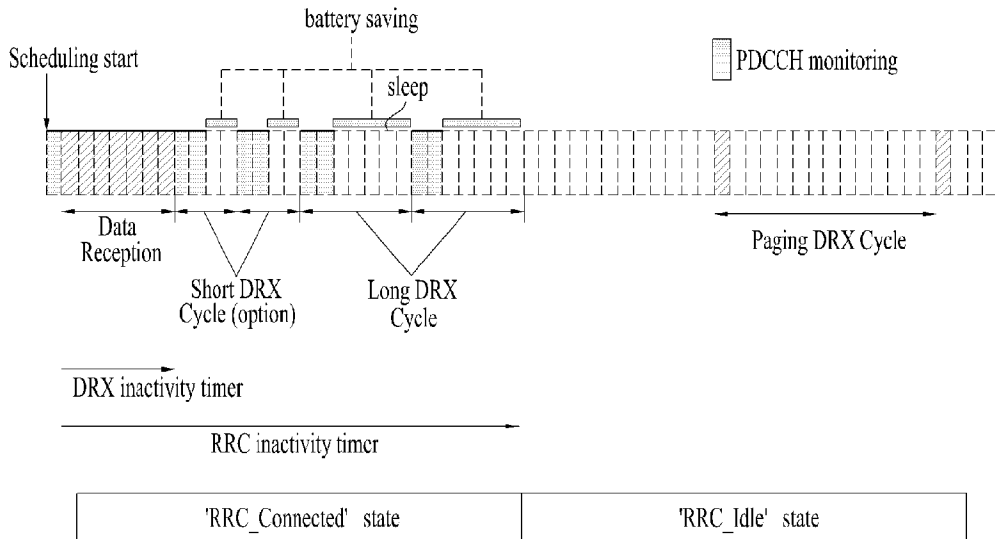 battery saving
Scheduling start
PDCCH monitoring
sleep
Data
Reception
Short DRX
Cycle (option)
Long DRX
Cycle
Paging DRX Cycle
DRX inactivity timer
RRC inactivity timer
'RRC_Connected' state
'RRC_Idle' state